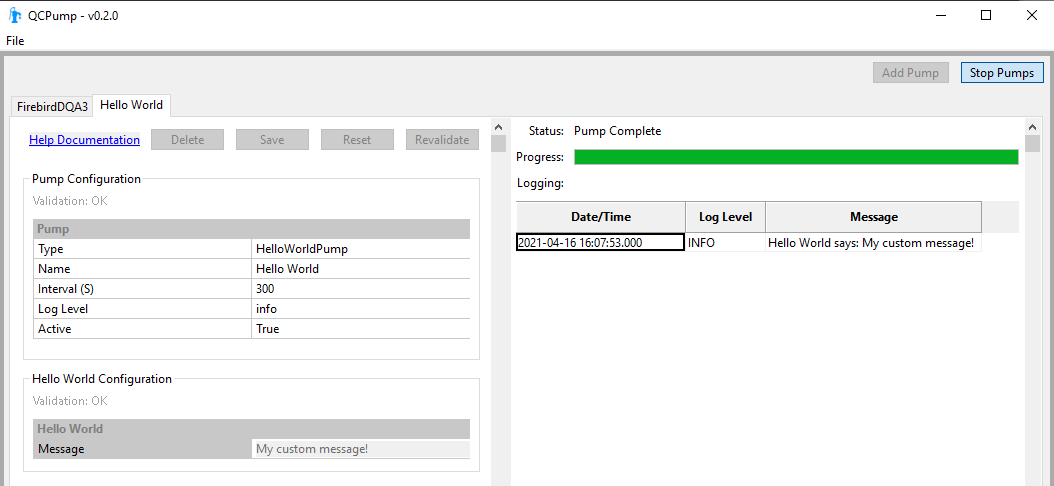 QCPump - v0.2.0
File
Add Pump Stop Pumps
FirebirdDQA3 Hello World
Help Documentation Delete Save Reset Revalidate
Pump Configuration
Validation: OK
Pump
Type HelloWorldPump
Name Hello World
Interval (S) 300
Log Level info
Active True
Hello World Configuration
Validation: OK
Hello World
Message My custom message!
Status: Pump Complete
Progress:
Logging:
Date/Time Log Level Message
2021-04-16 16:07:53.000 INFO Hello World says: My custom message!